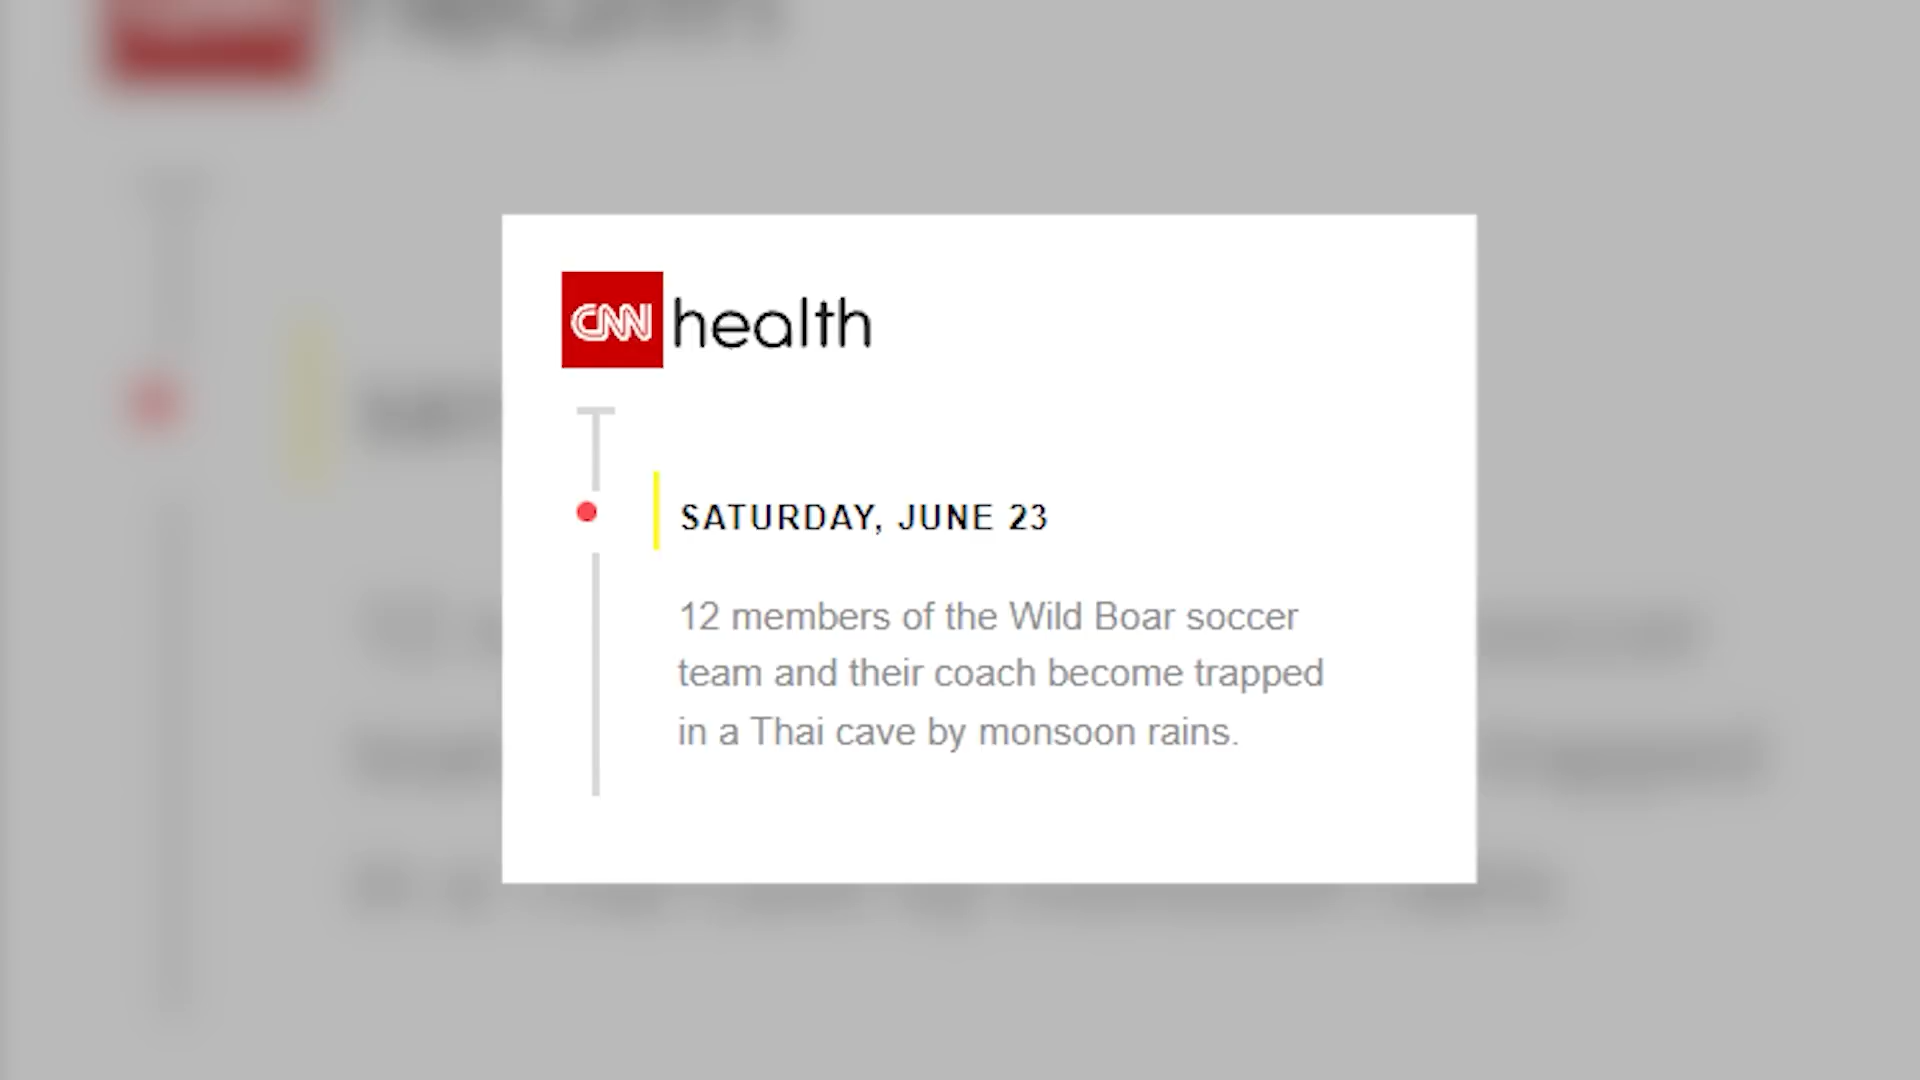 CNN health
SATURDAY, JUNE 23
12 members of the Wild Boar soccer
team and their coach become trapped
in a Thai cave by monsoon rains.